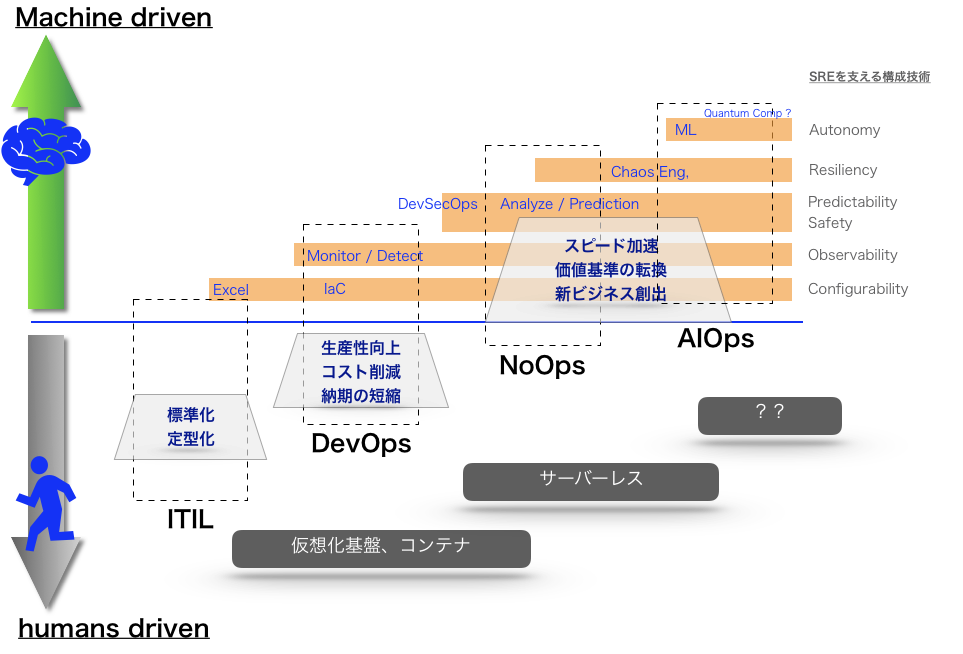 Machine driven
SREを支える構成技術
Quantum Comp ?
ML
Autonomy
Chaos Eng,
Resiliency
DevSecOps
Analyze / Prediction
Predictability
Safety
Monitor / Detect
Observability
Excel
IaC
Configurability
スピード加速
価値基準の転換
新ビジネス創出
AIOps
NoOps
生産性向上
コスト削減
納期の短縮
DevOps
標準化
定型化
ITIL
？？
サーバーレス
仮想化基盤、コンテナ
humans driven